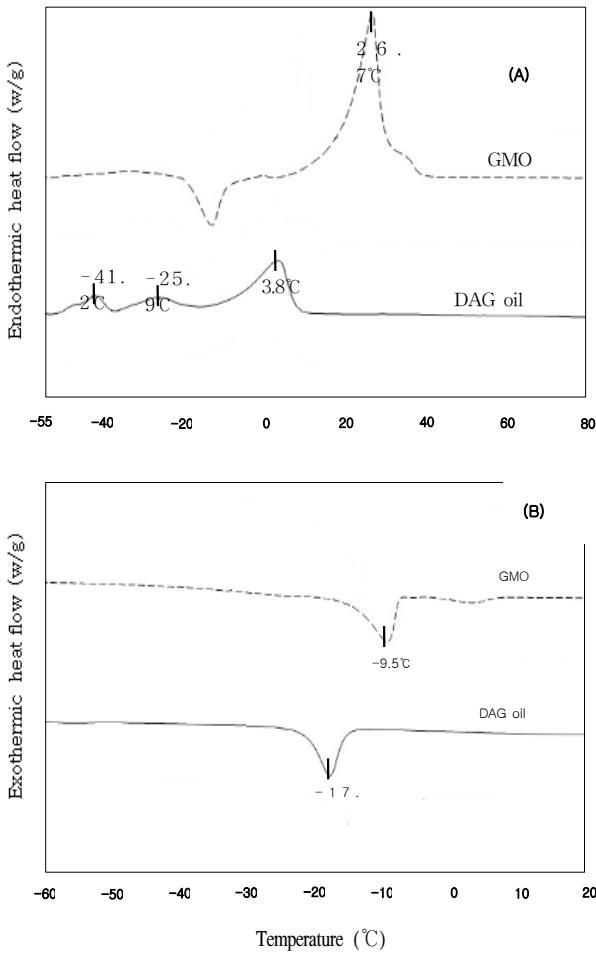 Endothermic heat flow (w/g)
26.
7℃
(A)
GMO
-41.
2℃
-25.
9℃
3.8℃
DAG oil
-55 -40 -20 0 20 40 60 80
Exothermic heat flow (w/g)
(B)
GMO
-9.5℃
DAG oil
-17.
-60 -50 -40 -30 -20 -10 0 10 20
Temperature (℃)